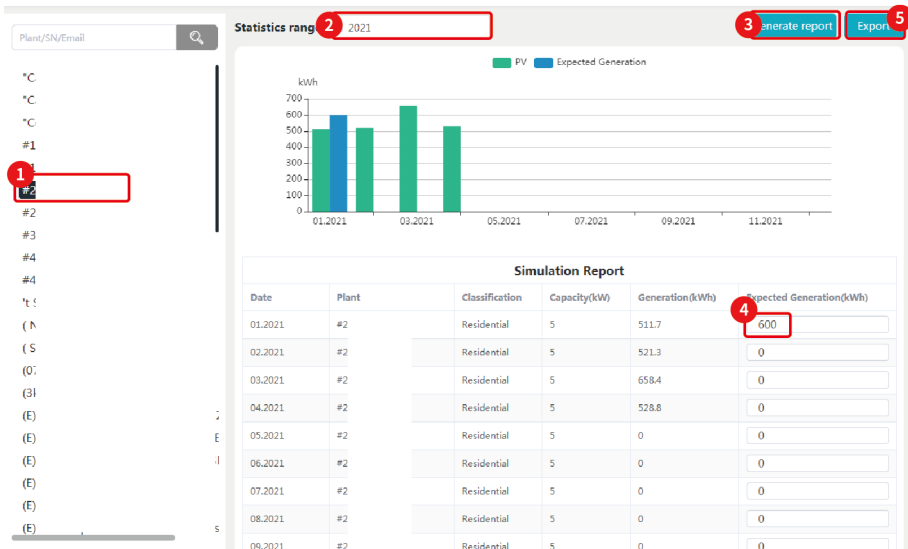 Plant/SN/Email
"C
"C
"C
#1
1
#2
#2
#3
#4
#4
't
( N
( S
(07
(E)
(E)
(E)
(E)
(E)
(E) s
Statistics rang 2 2021 3 enerate report Export 5
PV Expected Generation
kWh
700
600
500
400
300
200
100
0
01.2021 03.2021 05.2021 07.2021 09.2021 11.2021
Simulation Report
Date Plant Classification Capacity(kW) Generation(kWh) Expected Generation(kWh)
4
01.2021 #2 Residential 5 511.7 600
02.2021 #2 Residential 5 521.3 0
03.2021 #2 Residential 5 658.4 0
04.2021 #2 Residential 5 528.8 0
05.2021 #2 Residential 5 0 0
06.2021 #2 Residential 5 0 0
07.2021 #2 Residential 5 0 0
08.2021 #2 Residential 5 0 0
09.2021 #2 Residential 5 0 0